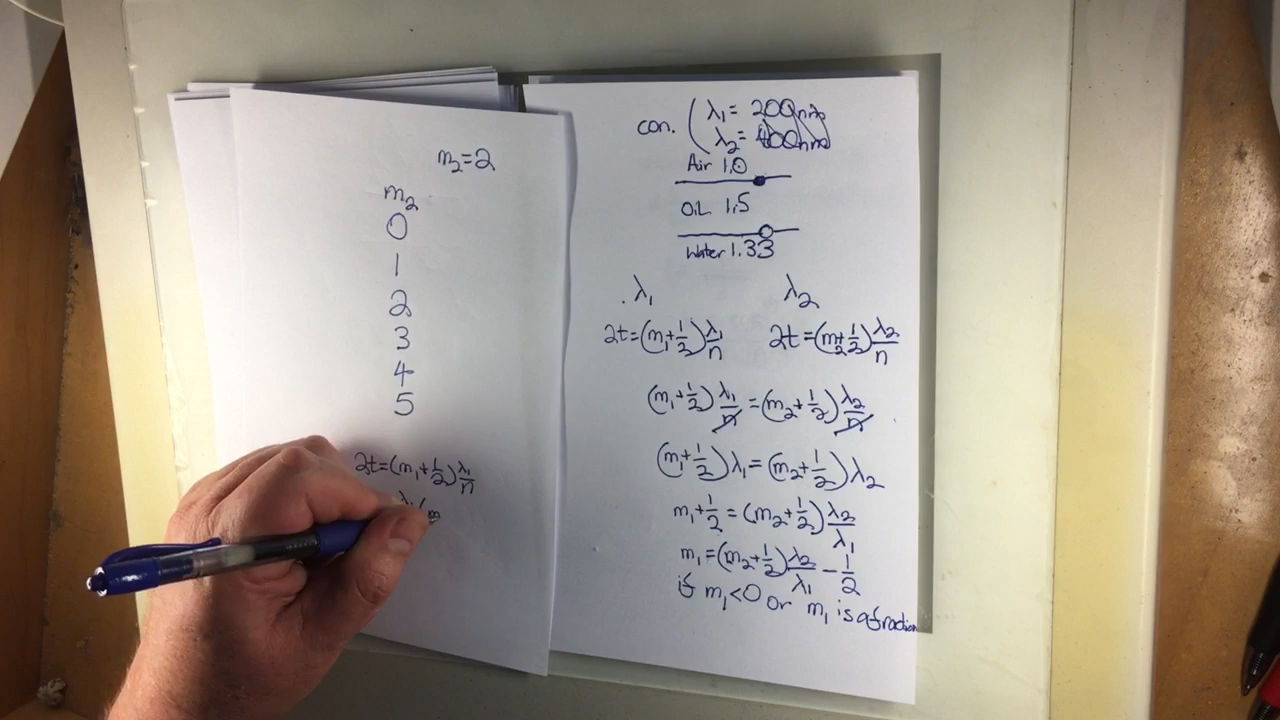 m₂=2
m₂
0
1
2
3
4
5
2t=(m₁+1/2)λ₁/n
λ₁(m
con. (λ₁= 200nm
λ₂= 400nm
Air 1.0
OiL 1.5
Water 1.33
λ₁ λ₂
2t=(m₁+1/2)λ₁/n 2t=(m₂+1/2)λ₂/n
(m₁+1/2)λ₁/n=(m₂+1/2)λ₂/n
(m₁+1/2)λ₁=(m₂+1/2)λ₂
m₁+1/2=(m₂+1/2)λ₂/λ₁
m₁=(m₂+1/2)λ₂/λ₁-1/2
if m₁<0 or m₁ is a fraction